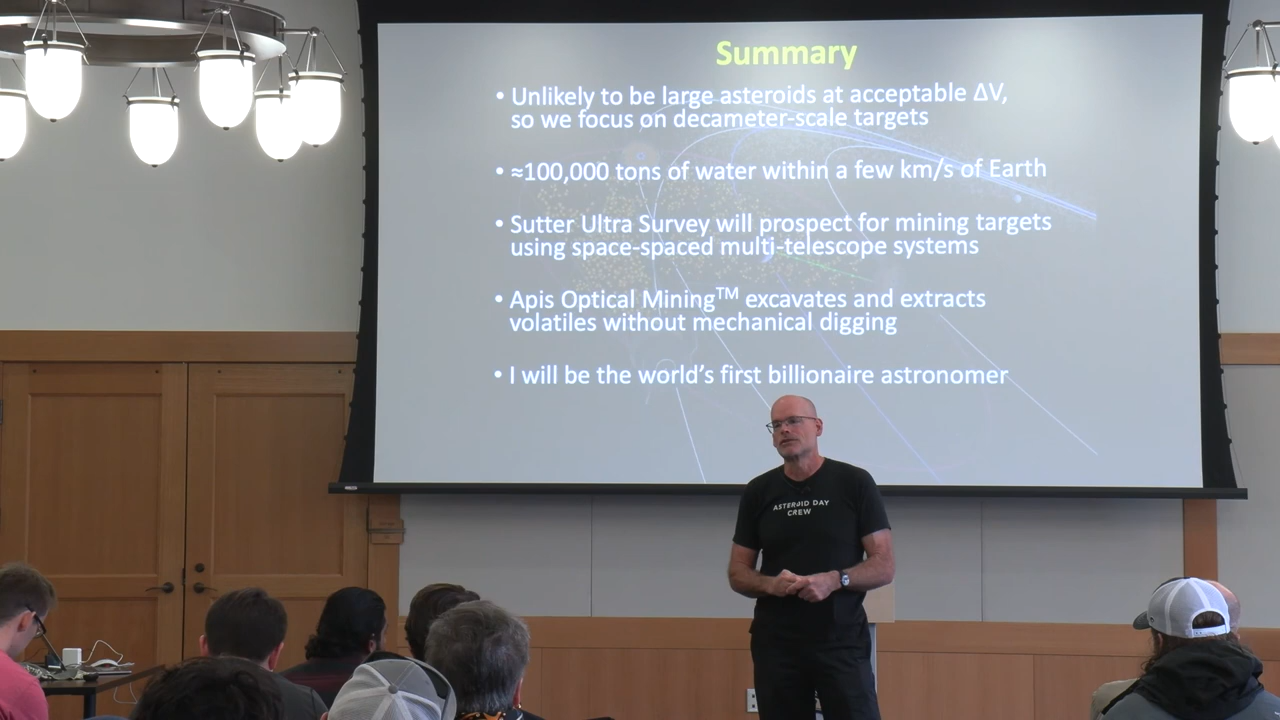 Summary
• Unlikely to be large asteroids at acceptable ΔV,
so we focus on decameter-scale targets
• ≈100,000 tons of water within a few km/s of Earth
• Sutter Ultra Survey will prospect for mining targets
using space-spaced multi-telescope systems
• Apis Optical Mining™ excavates and extracts
volatiles without mechanical digging
• I will be the world's first billionaire astronomer
ASTEROID DAY
CREW